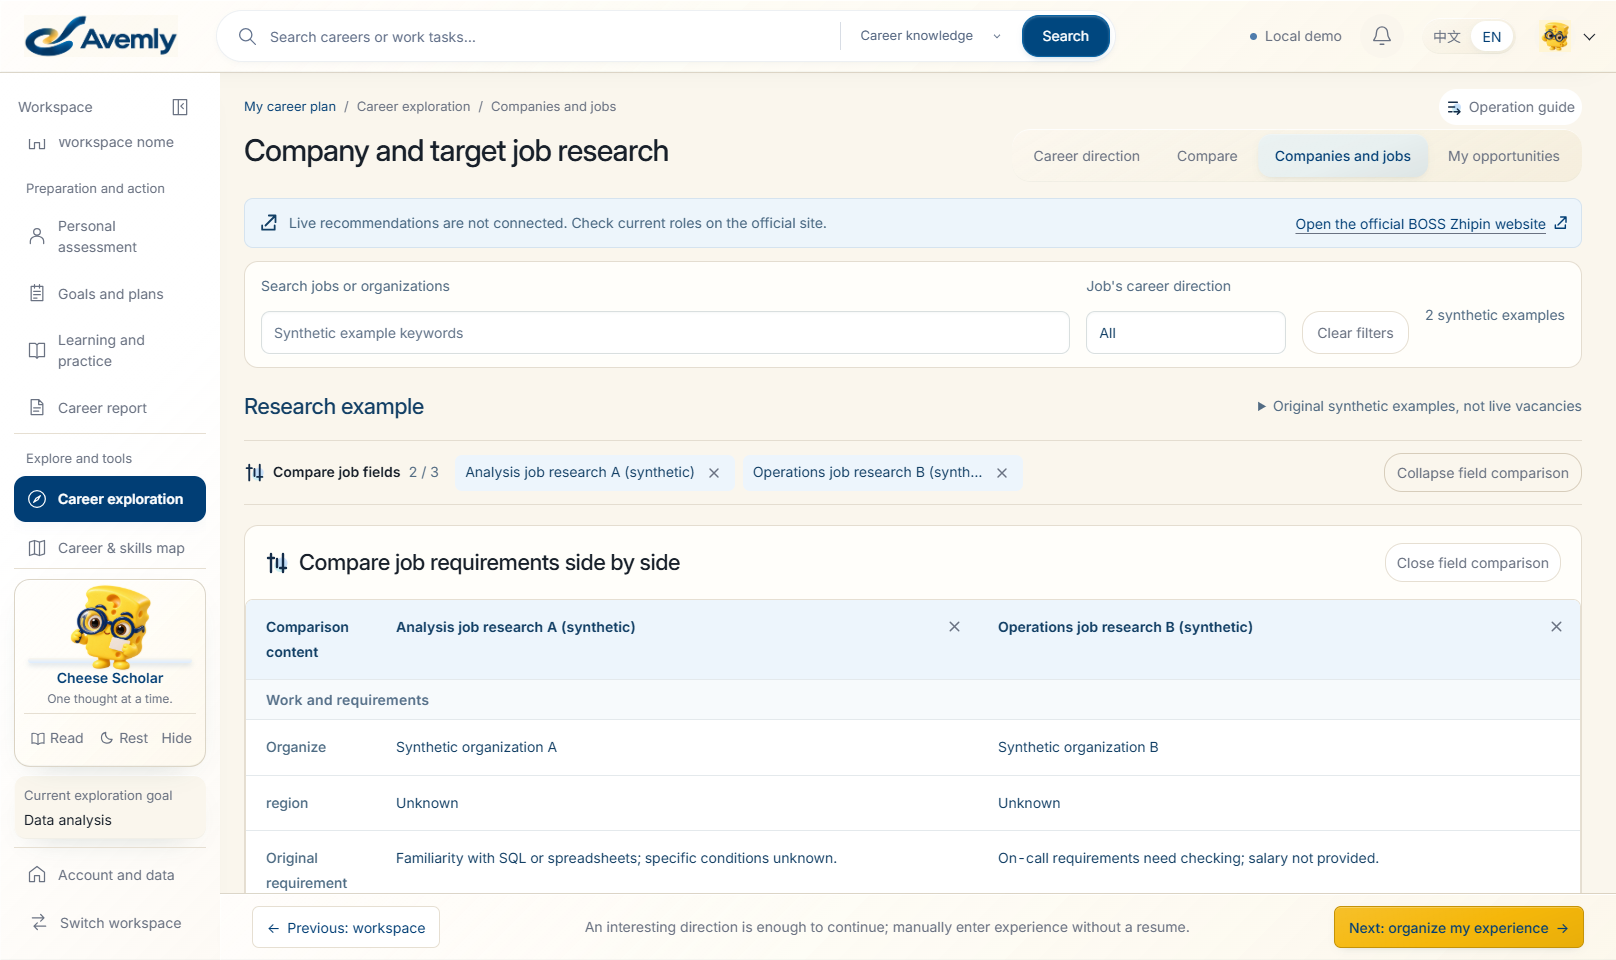 Avemly
Search careers or work tasks...
Career knowledge
Search
Local demo
中文
EN
Workspace
Workspace home
Preparation and action
Personal
assessment
Goals and plans
Learning and
practice
Career report
Explore and tools
Career exploration
Career & skills map
Cheese Scholar
One thought at a time.
Read
Rest
Hide
Current exploration goal
Data analysis
Account and data
Switch workspace
My career plan / Career exploration / Companies and jobs
Operation guide
Company and target job research
Career direction
Compare
Companies and jobs
My opportunities
Live recommendations are not connected. Check current roles on the official site.
Open the official BOSS Zhipin website
Search jobs or organizations
Synthetic example keywords
Job's career direction
All
Clear filters
2 synthetic examples
Research example
Original synthetic examples, not live vacancies
Compare job fields 2 / 3
Analysis job research A (synthetic)
Operations job research B (synth...
Collapse field comparison
Compare job requirements side by side
Close field comparison
Comparison
content
Analysis job research A (synthetic)
Operations job research B (synthetic)
Work and requirements
Organize
Synthetic organization A
Synthetic organization B
region
Unknown
Unknown
Original
requirement
Familiarity with SQL or spreadsheets; specific conditions unknown.
On-call requirements need checking; salary not provided.
← Previous: workspace
An interesting direction is enough to continue; manually enter experience without a resume.
Next: organize my experience →